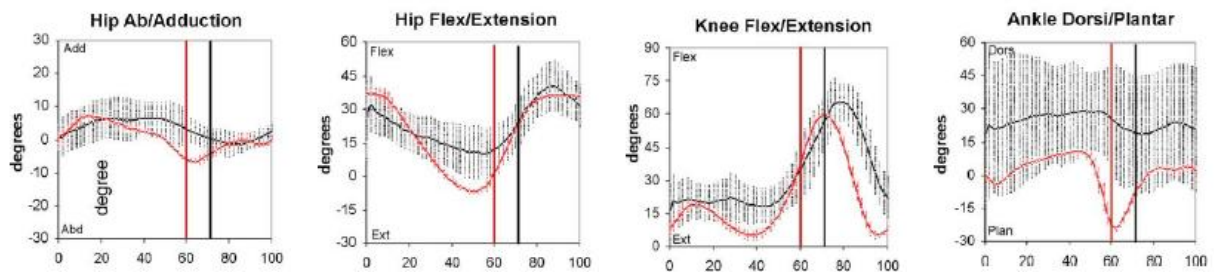 Hip Ab/Adduction
30
20
10
0
-10
-20
-30
Add
Abd
degrees
degree
0 20 40 60 80 100
Hip Flex/Extension
60
45
30
15
0
-15
-30
Flex
Ext
degrees
0 20 40 60 80 100
Knee Flex/Extension
90
75
60
45
30
15
0
Flex
Ext
degrees
0 20 40 60 80 100
Ankle Dorsi/Plantar
60
45
30
15
0
-15
-30
Dors
Plan
degrees
0 20 40 60 80 100